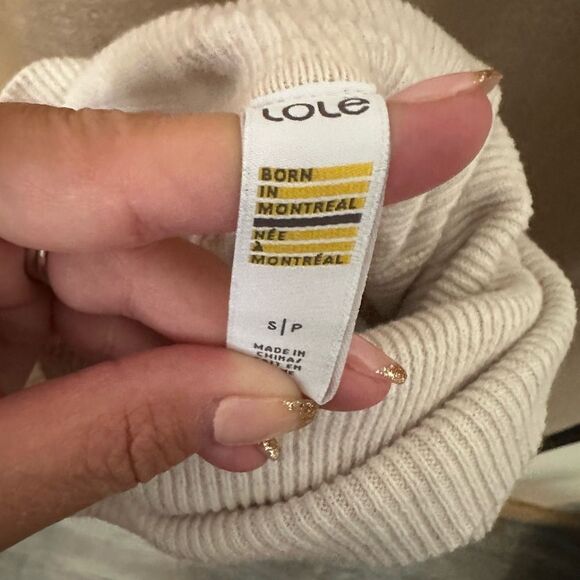 LOLE
BORN
IN
MONTREAL
NÉE
À
MONTRÉAL
S|P
MADE IN
CHINA/